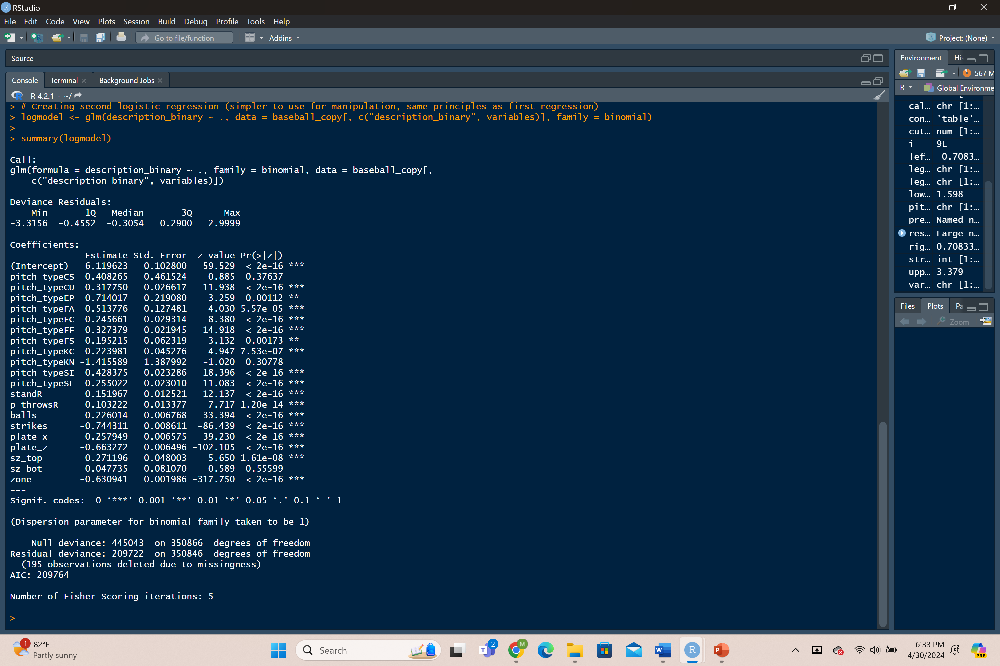 RStudio
File Edit Code View Plots Session Build Debug Profile Tools Help
Go to file/function Addins Project: (None)
Source
Console Terminal Background Jobs
R 4.2.1 · ~/
> # Creating second logistic regression (simpler to use for manipulation, same principles as first regression)
> logmodel <- glm(description_binary ~ ., data = baseball_copy[, c("description_binary", variables)], family = binomial)
>
> summary(logmodel)
Call:
glm(formula = description_binary ~ ., family = binomial, data = baseball_copy[,
    c("description_binary", variables)])
Deviance Residuals:
    Min       1Q   Median       3Q      Max
-3.3156  -0.4552  -0.3054   0.2900   2.9999
Coefficients:
              Estimate Std. Error  z value Pr(>|z|)
(Intercept)   6.119623   0.102800   59.529  < 2e-16 ***
pitch_typeCS  0.408265   0.461524    0.885  0.37637
pitch_typeCU  0.317750   0.026617   11.938  < 2e-16 ***
pitch_typeEP  0.714017   0.219080    3.259  0.00112 **
pitch_typeFA  0.513776   0.127481    4.030 5.57e-05 ***
pitch_typeFC  0.245661   0.029314    8.380  < 2e-16 ***
pitch_typeFF  0.327379   0.021945   14.918  < 2e-16 ***
pitch_typeFS -0.195215   0.062319   -3.132  0.00173 **
pitch_typeKC  0.223981   0.045276    4.947 7.53e-07 ***
pitch_typeKN -1.415589   1.387992   -1.020  0.30778
pitch_typeSI  0.428375   0.023286   18.396  < 2e-16 ***
pitch_typeSL  0.255022   0.023010   11.083  < 2e-16 ***
standR        0.151967   0.012521   12.137  < 2e-16 ***
p_throwsR     0.103222   0.013377    7.717 1.20e-14 ***
balls         0.226014   0.006768   33.394  < 2e-16 ***
strikes      -0.744311   0.008611  -86.439  < 2e-16 ***
plate_x       0.257949   0.006575   39.230  < 2e-16 ***
plate_z      -0.663272   0.006496 -102.105  < 2e-16 ***
sz_top        0.271196   0.048003    5.650 1.61e-08 ***
sz_bot       -0.047735   0.081070   -0.589  0.55599
zone         -0.630941   0.001986 -317.750  < 2e-16 ***
---
Signif. codes:  0 ‘***’ 0.001 ‘**’ 0.01 ‘*’ 0.05 ‘.’ 0.1 ‘ ’ 1
(Dispersion parameter for binomial family taken to be 1)
    Null deviance: 445043  on 350866  degrees of freedom
Residual deviance: 209722  on 350846  degrees of freedom
  (195 observations deleted due to missingness)
AIC: 209764
Number of Fisher Scoring iterations: 5
>
Environment His
567 M
R Global Environme
cal… chr [1:…
con… 'table'…
cut… num [1:…
i 9L
lef… -0.7083…
leg… chr [1:…
leg… chr [1:…
low… 1.598
pit… chr [1:…
pre… Named n…
res… Large n…
rig… 0.70833…
str… int [1:…
upp… 3.379
var… chr [1:…
Files Plots Pa
Zoom
1 82°F
Partly sunny
Search
T 2 M W R P
6:33 PM
4/30/2024
PRE